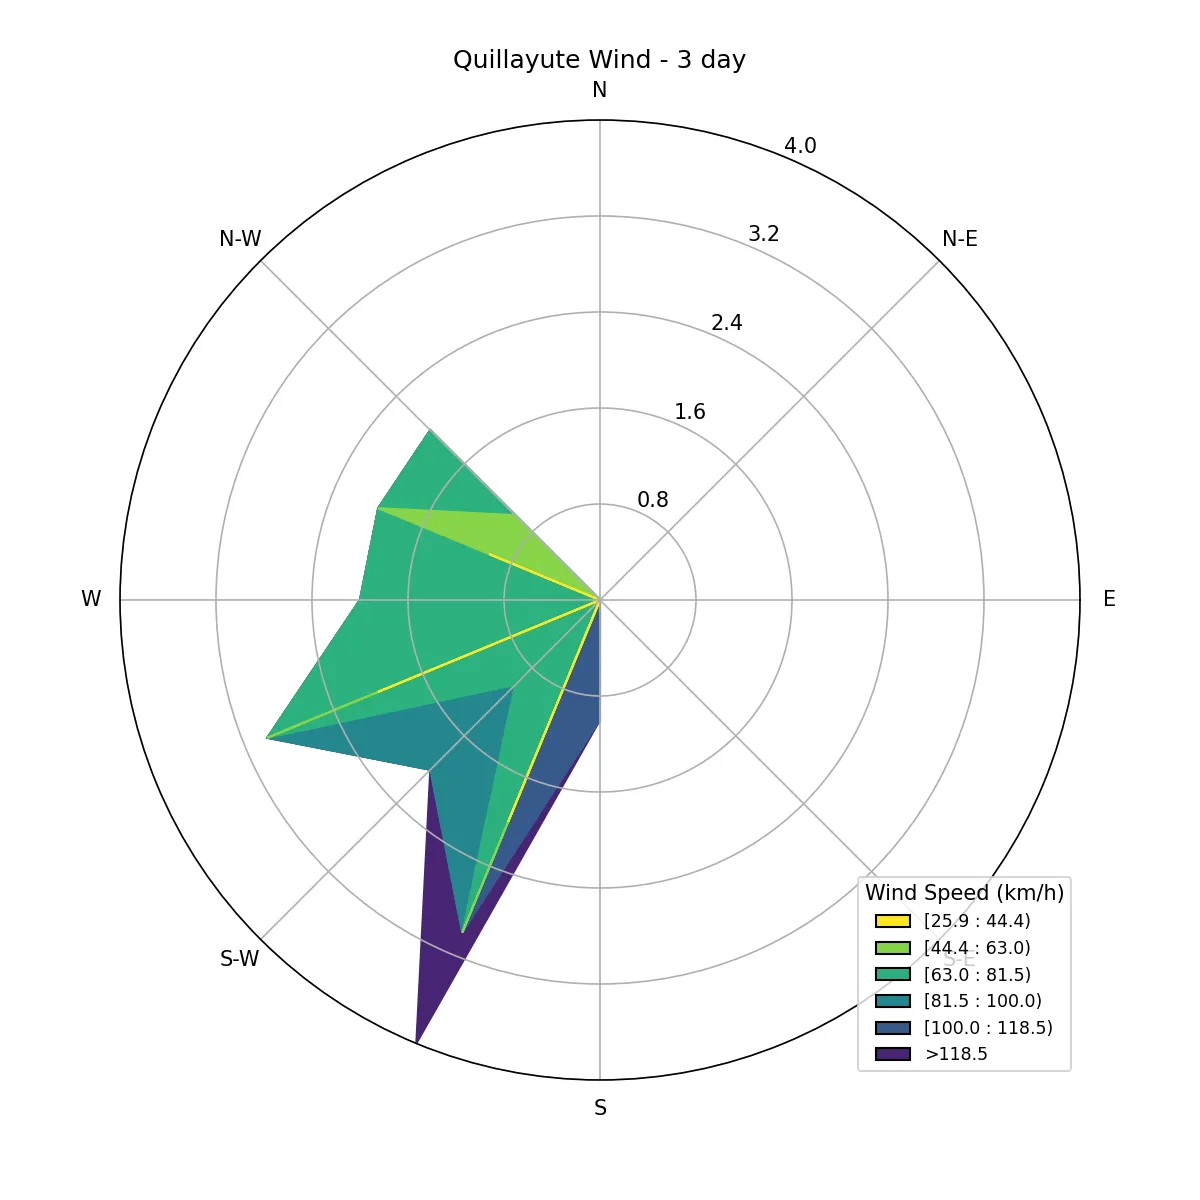 Quillayute Wind - 3 day
N
4.0
N-W
3.2
N-E
2.4
1.6
0.8
W
E
Wind Speed (km/h)
[25.9 : 44.4)
[44.4 : 63.0)
S-W
S-E
[63.0 : 81.5)
[81.5 : 100.0)
[100.0 : 118.5)
>118.5
S